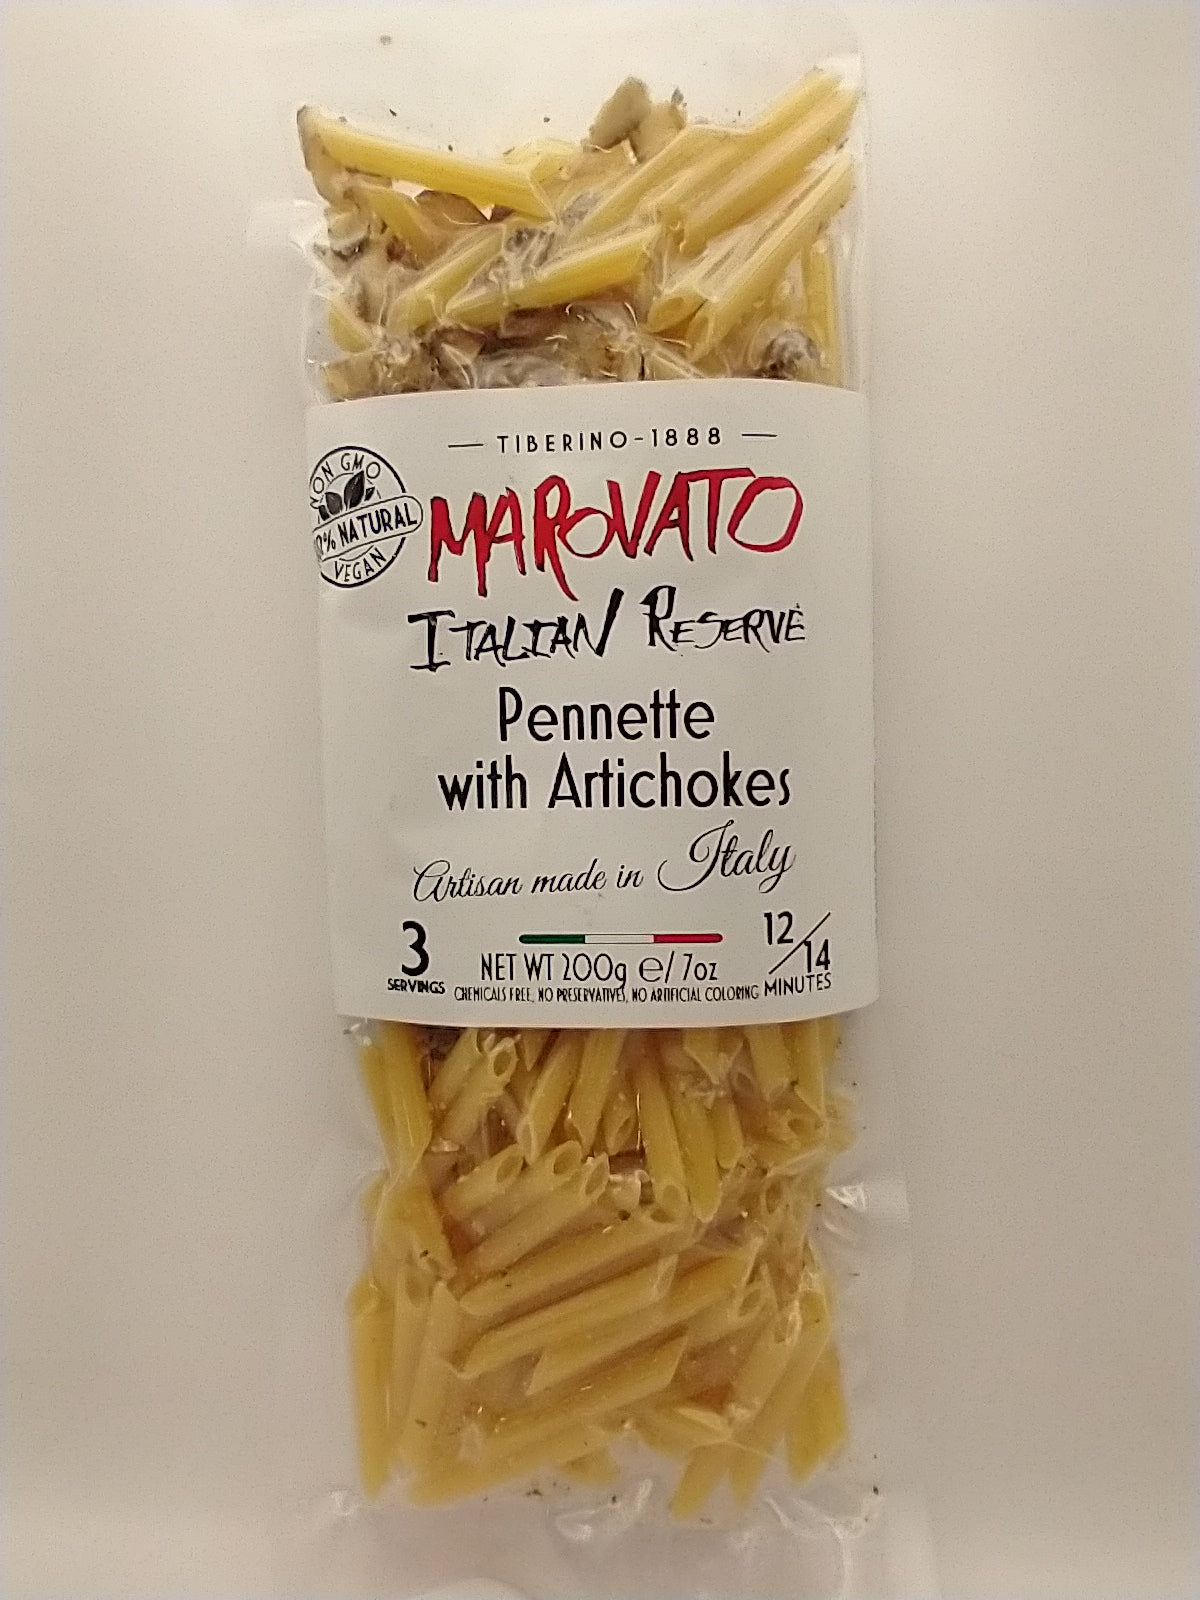 TIBERINO-1888
NON GMO
% NATURAL
VEGAN
MAROVATO
ITALIAN RESERVE
Pennette
with Artichokes
Artisan made in Italy
3
SERVINGS
NET WT 200g ℮/7oz
CHEMICALS FREE, NO PRESERVATIVES, NO ARTIFICIAL COLORING
12/14
MINUTES